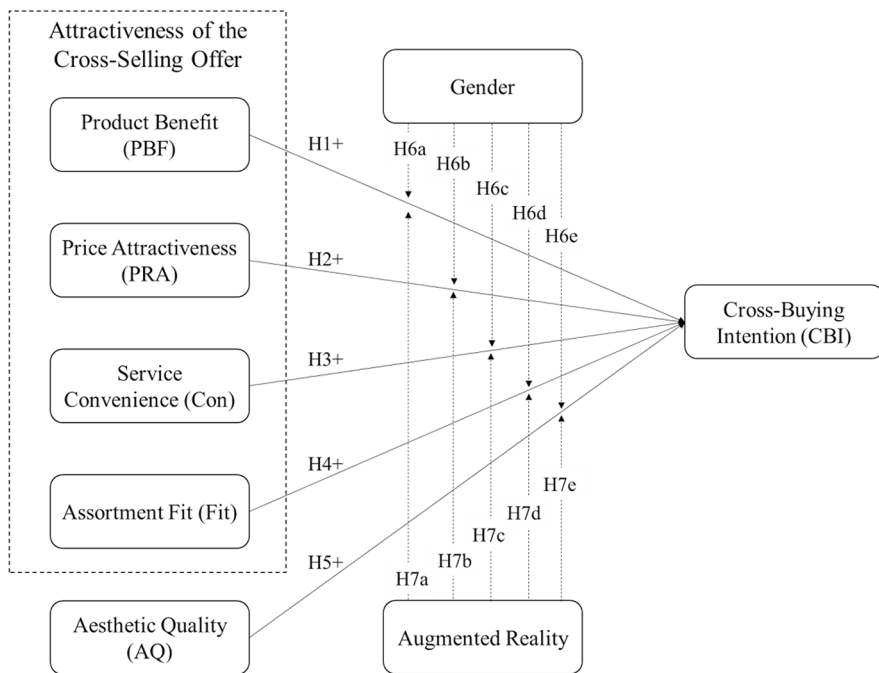 Attractiveness of the
Cross-Selling Offer
Product Benefit
(PBF)
Price Attractiveness
(PRA)
Service
Convenience (Con)
Assortment Fit (Fit)
Aesthetic Quality
(AQ)
H1+
H2+
H3+
H4+
H5+
Gender
H6a
H6b
H6c
H6d
H6e
H7e
H7d
H7c
H7b
H7a
Augmented Reality
Cross-Buying
Intention (CBI)